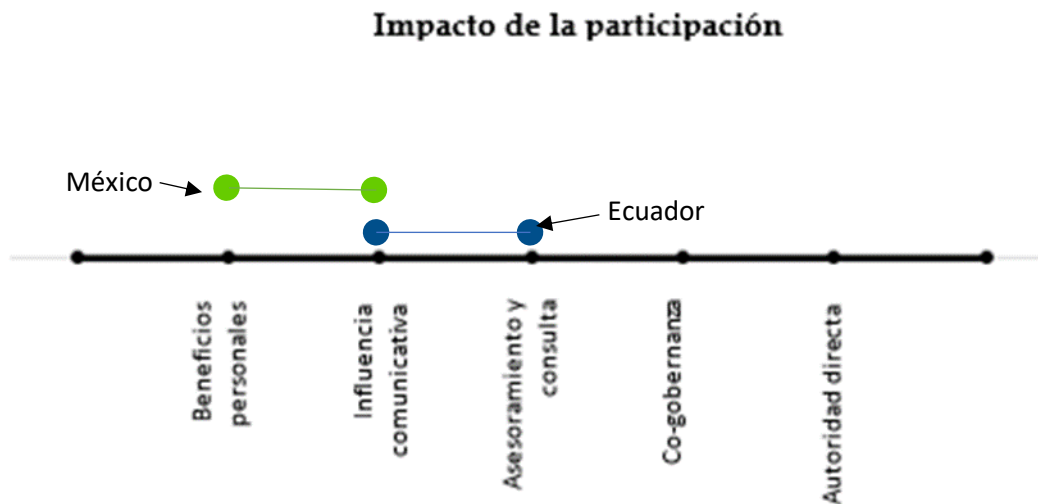 Impacto de la participación
México
Ecuador
Beneficios
personales
Influencia
comunicativa
Asesoramiento y
consulta
Co-gobernanza
Autoridad directa